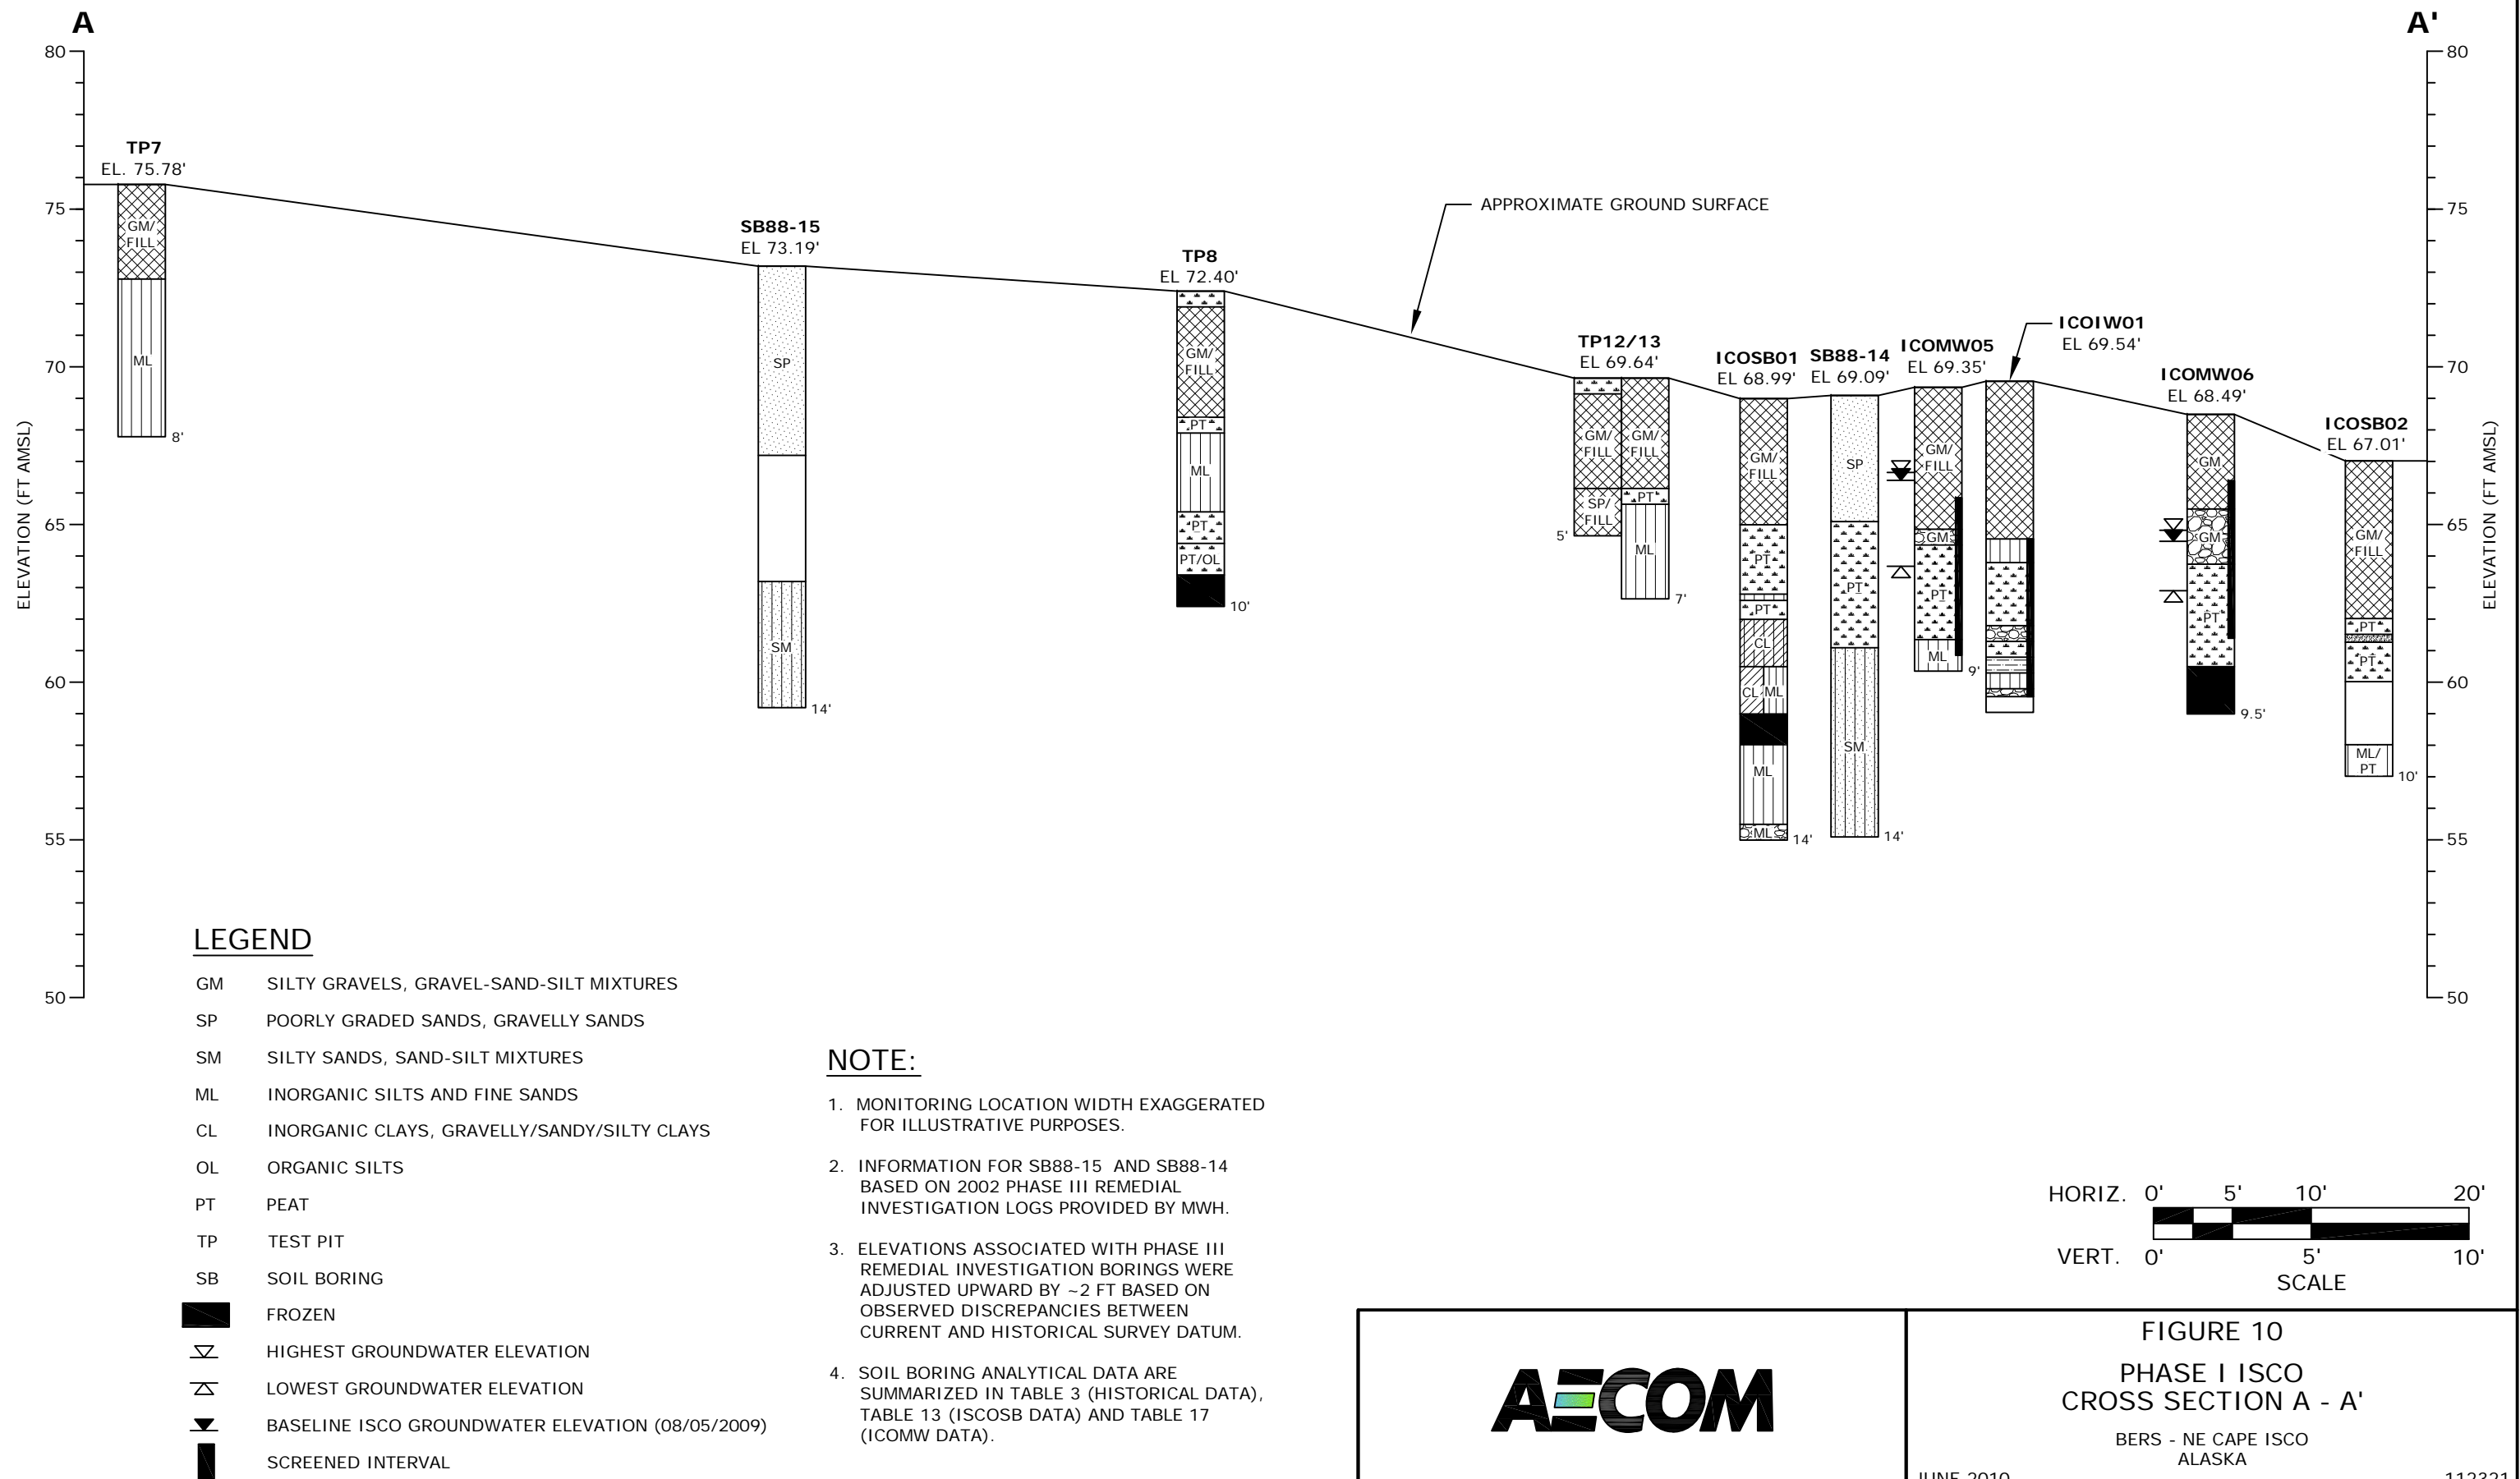 A
A'
80
75
70
65
60
55
50
ELEVATION (FT AMSL)
TP7
EL. 75.78'
GM/
FILL
ML
8'
SB88-15
EL 73.19'
SP
SM
14'
TP8
EL 72.40'
GM/
FILL
PT
ML
PT
PT/OL
10'
APPROXIMATE GROUND SURFACE
TP12/13
EL 69.64'
GM/
FILL
SP/
FILL
5'
GM/
FILL
PT
ML
7'
ICOSB01
EL 68.99'
GM/
FILL
PT
PT
CL
CL ML
ML
ML
14'
SB88-14
EL 69.09'
SP
PT
SM
14'
ICOMW05
EL 69.35'
GM/
FILL
GM
PT
ML
9'
ICOIW01
EL 69.54'
ICOMW06
EL 68.49'
GM
GM
PT
9.5'
ICOSB02
EL 67.01'
GM/
FILL
PT
PT
ML/
PT
10'
80
75
70
65
60
55
50
ELEVATION (FT AMSL)
LEGEND
GM SILTY GRAVELS, GRAVEL-SAND-SILT MIXTURES
SP POORLY GRADED SANDS, GRAVELLY SANDS
SM SILTY SANDS, SAND-SILT MIXTURES
ML INORGANIC SILTS AND FINE SANDS
CL INORGANIC CLAYS, GRAVELLY/SANDY/SILTY CLAYS
OL ORGANIC SILTS
PT PEAT
TP TEST PIT
SB SOIL BORING
FROZEN
HIGHEST GROUNDWATER ELEVATION
LOWEST GROUNDWATER ELEVATION
BASELINE ISCO GROUNDWATER ELEVATION (08/05/2009)
SCREENED INTERVAL
NOTE:
1. MONITORING LOCATION WIDTH EXAGGERATED
FOR ILLUSTRATIVE PURPOSES.
2. INFORMATION FOR SB88-15 AND SB88-14
BASED ON 2002 PHASE III REMEDIAL
INVESTIGATION LOGS PROVIDED BY MWH.
3. ELEVATIONS ASSOCIATED WITH PHASE III
REMEDIAL INVESTIGATION BORINGS WERE
ADJUSTED UPWARD BY ~2 FT BASED ON
OBSERVED DISCREPANCIES BETWEEN
CURRENT AND HISTORICAL SURVEY DATUM.
4. SOIL BORING ANALYTICAL DATA ARE
SUMMARIZED IN TABLE 3 (HISTORICAL DATA),
TABLE 13 (ISCOSB DATA) AND TABLE 17
(ICOMW DATA).
HORIZ. 0' 5' 10' 20'
VERT. 0' 5' 10'
SCALE
AECOM
FIGURE 10
PHASE I ISCO
CROSS SECTION A - A'
BERS - NE CAPE ISCO
ALASKA
JUNE 2010
112321